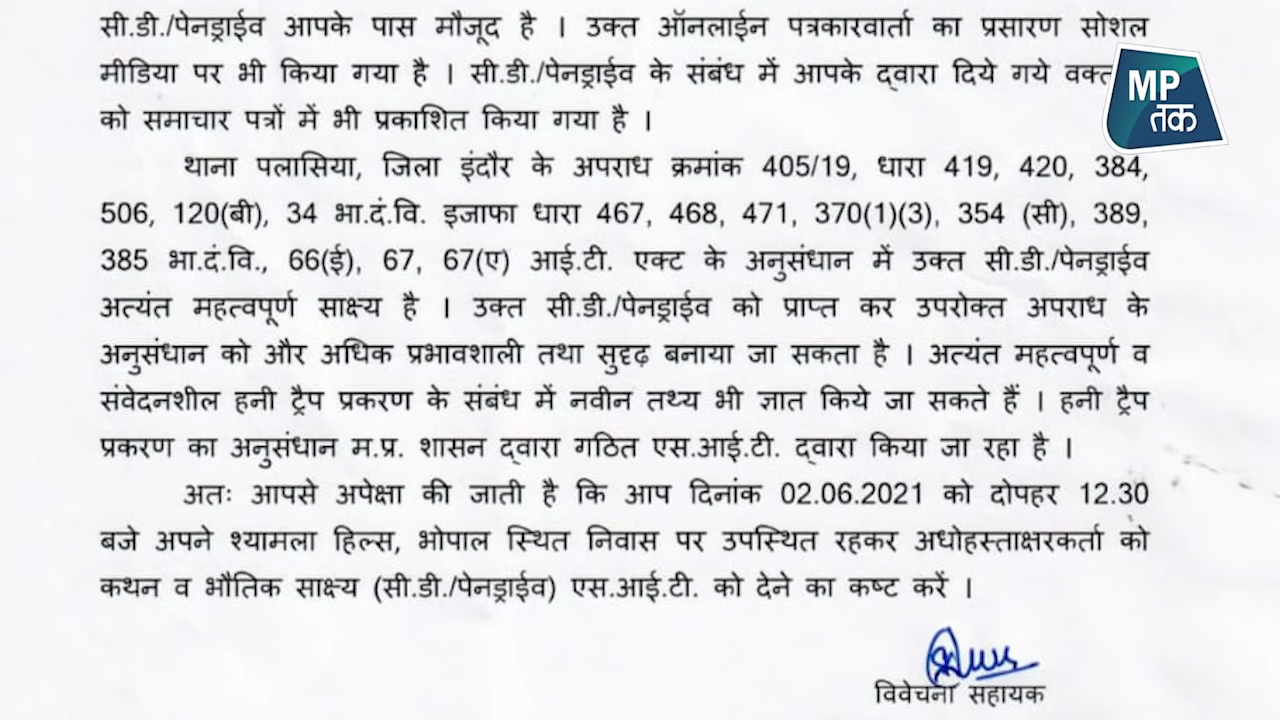 सी.डी./पेनड्राईव आपके पास मौजूद है । उक्त ऑनलाईन पत्रकारवार्ता का प्रसारण सोशल
मीडिया पर भी किया गया है । सी.डी./पेनड्राईव के संबंध में आपके द्वारा दिये गये
को समाचार पत्रों में भी प्रकाशित किया गया है ।
थाना पलासिया, जिला इंदौर के अपराध क्रमांक 405/19, धारा 419, 420, 384,
506, 120(बी), 34 भा.दं.वि. इजाफा धारा 467, 468, 471, 370(1)(3), 354 (सी), 389,
385 भा.दं.वि., 66(ई), 67, 67(ए) आई.टी. एक्ट के अनुसंधान में उक्त सी.डी./पेनड्राईव
अत्यंत महत्वपूर्ण साक्ष्य है । उक्त सी.डी./पेनड्राईव को प्राप्त कर उपरोक्त अपराध के
अनुसंधान को और अधिक प्रभावशाली तथा सुदृढ़ बनाया जा सकता है । अत्यंत महत्वपूर्ण व
संवेदनशील हनी ट्रैप प्रकरण के संबंध में नवीन तथ्य भी ज्ञात किये जा सकते हैं । हनी ट्रैप
प्रकरण का अनुसंधान म.प्र. शासन द्वारा गठित एस.आई.टी. द्वारा किया जा रहा है ।
अतः आपसे अपेक्षा की जाती है कि आप दिनांक 02.06.2021 को दोपहर 12.30
बजे अपने श्यामला हिल्स, भोपाल स्थित निवास पर उपस्थित रहकर अधोहस्ताक्षरकर्ता को
कथन व भौतिक साक्ष्य (सी.डी./पेनड्राईव) एस.आई.टी. को देने का कष्ट करें ।
विवेचना सहायक
MP
तक